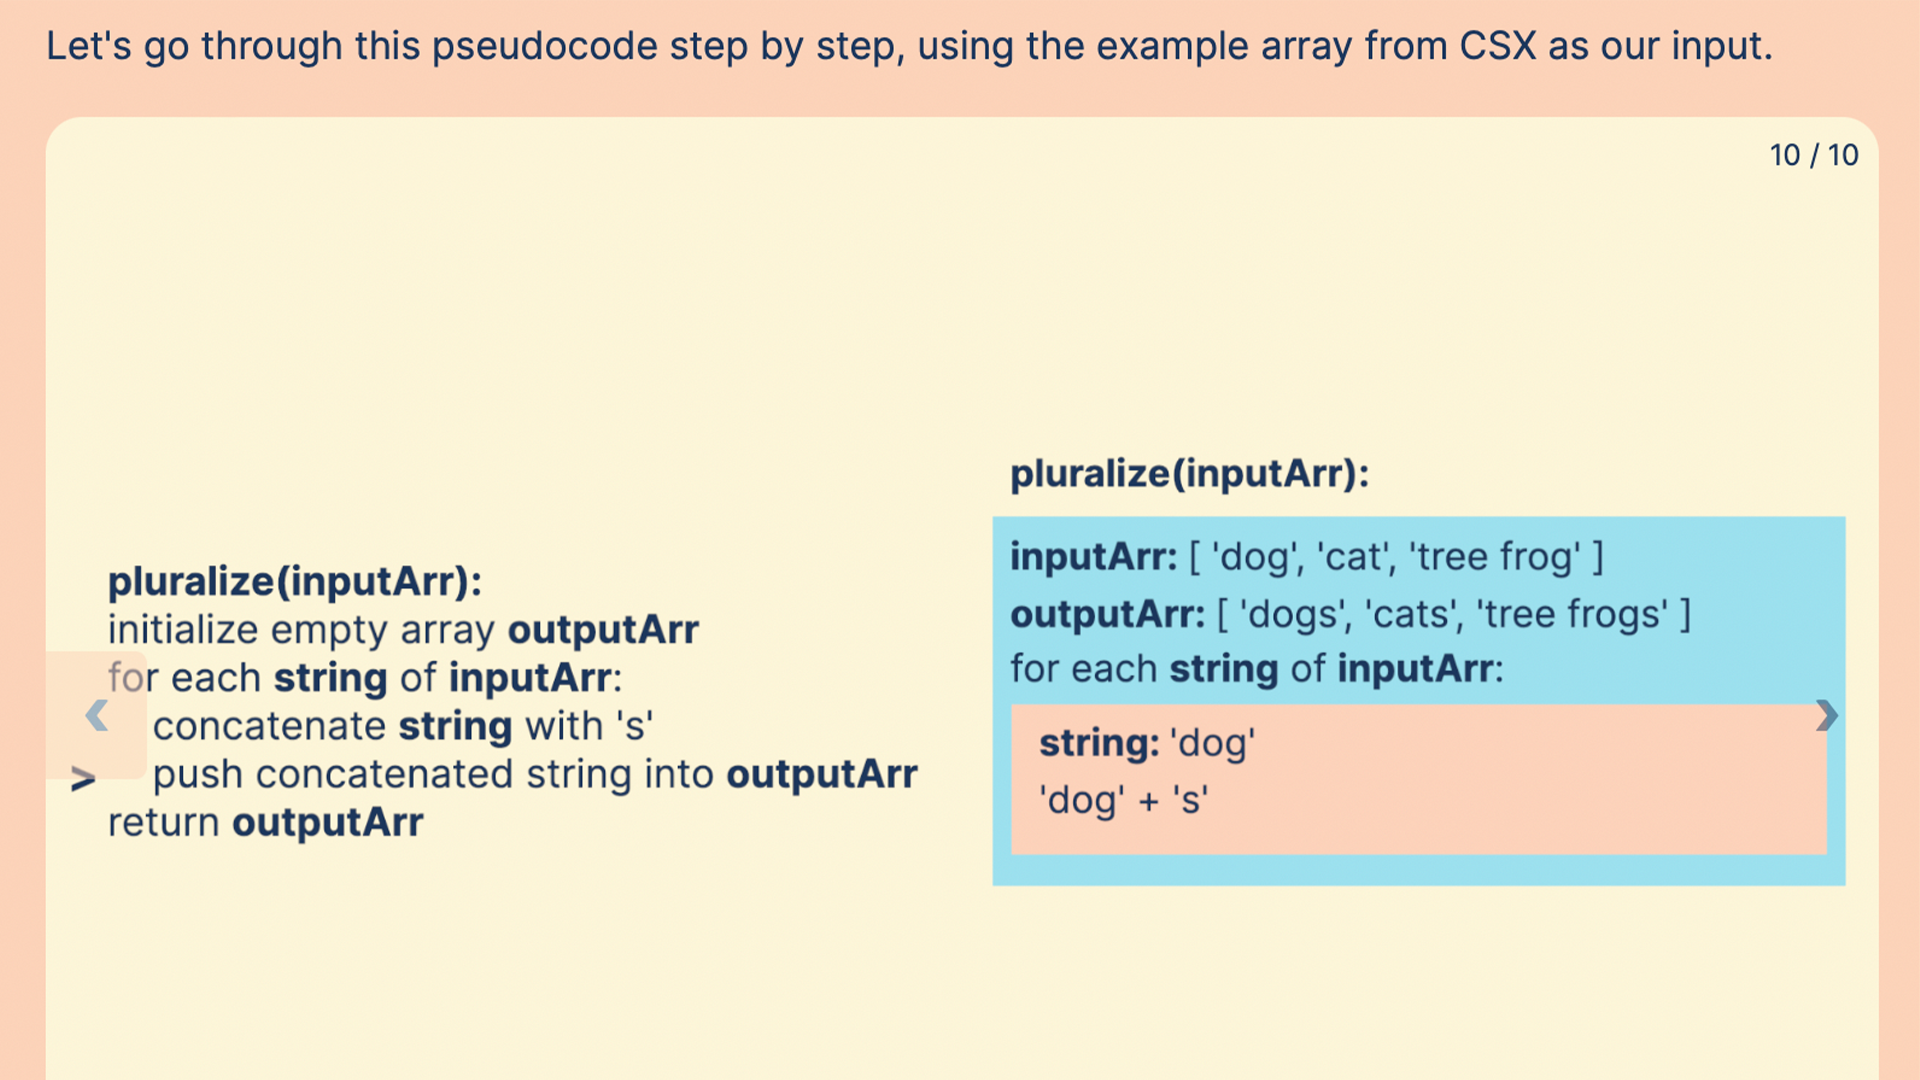 Let's go through this pseudocode step by step, using the example array from CSX as our input.
10 / 10
pluralize(inputArr):
initialize empty array outputArr
for each string of inputArr:
concatenate string with 's'
> push concatenated string into outputArr
return outputArr
pluralize(inputArr):
inputArr: [ 'dog', 'cat', 'tree frog' ]
outputArr: [ 'dogs', 'cats', 'tree frogs' ]
for each string of inputArr:
string: 'dog'
'dog' + 's'